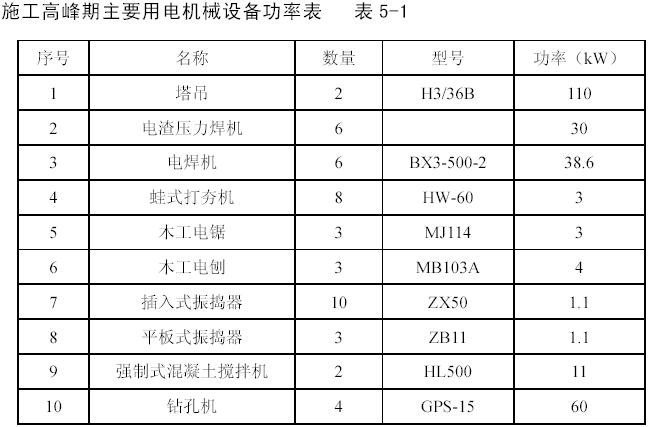 施工高峰期主要用电机械设备功率表 表 5-1
序号 名称 数量 型号 功率（kW）
1 塔吊 2 H3/36B 110
2 电渣压力焊机 6 30
3 电焊机 6 BX3-500-2 38.6
4 蛙式打夯机 8 HW-60 3
5 木工电锯 3 MJ114 3
6 木工电刨 3 MB103A 4
7 插入式振捣器 10 ZX50 1.1
8 平板式振捣器 3 ZB11 1.1
9 强制式混凝土搅拌机 2 HL500 11
10 钻孔机 4 GPS-15 60